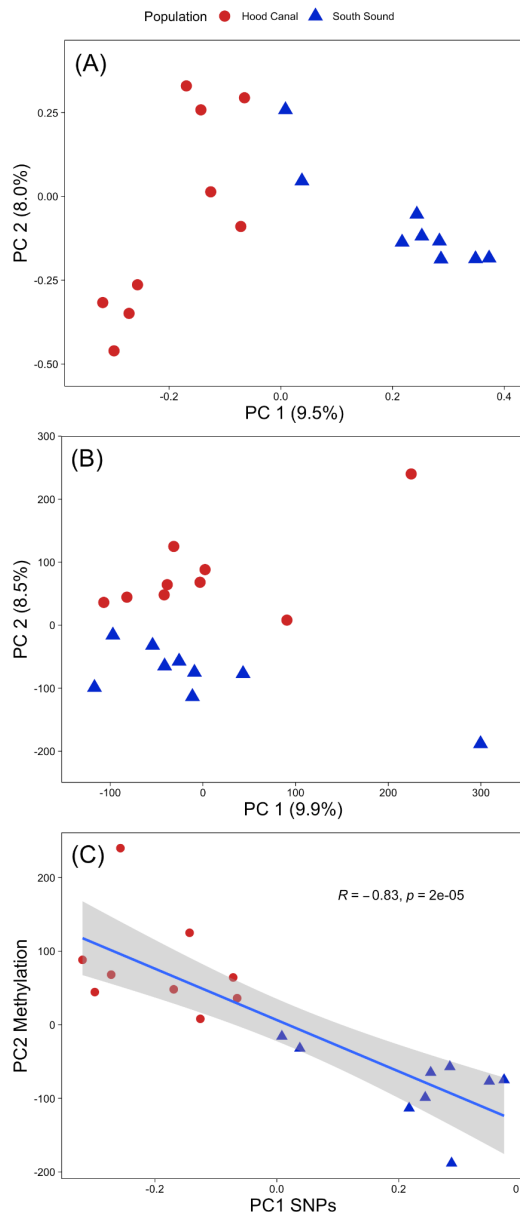 Population Hood Canal South Sound
(A)
0.25
0.00
-0.25
-0.50
PC 2 (8.0%)
-0.2 0.0 0.2 0.4
PC 1 (9.5%)
(B)
300
200
100
0
-100
-200
PC 2 (8.5%)
-100 0 100 200 300
PC 1 (9.9%)
(C)
R = −0.83, p = 2e-05
200
100
0
-100
-200
PC2 Methylation
-0.2 0.0 0.2 0
PC1 SNPs